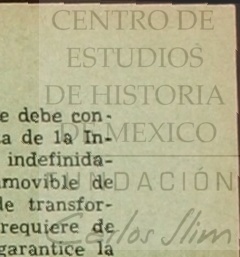 CENTRO DE
ESTUDIOS
DE HISTORIA
DE MEXICO
FUNDACIÓN
Carlos Slim
e debe con-
a de la In-
indefinida-
movible de
le transfor-
requiere de
garantice la